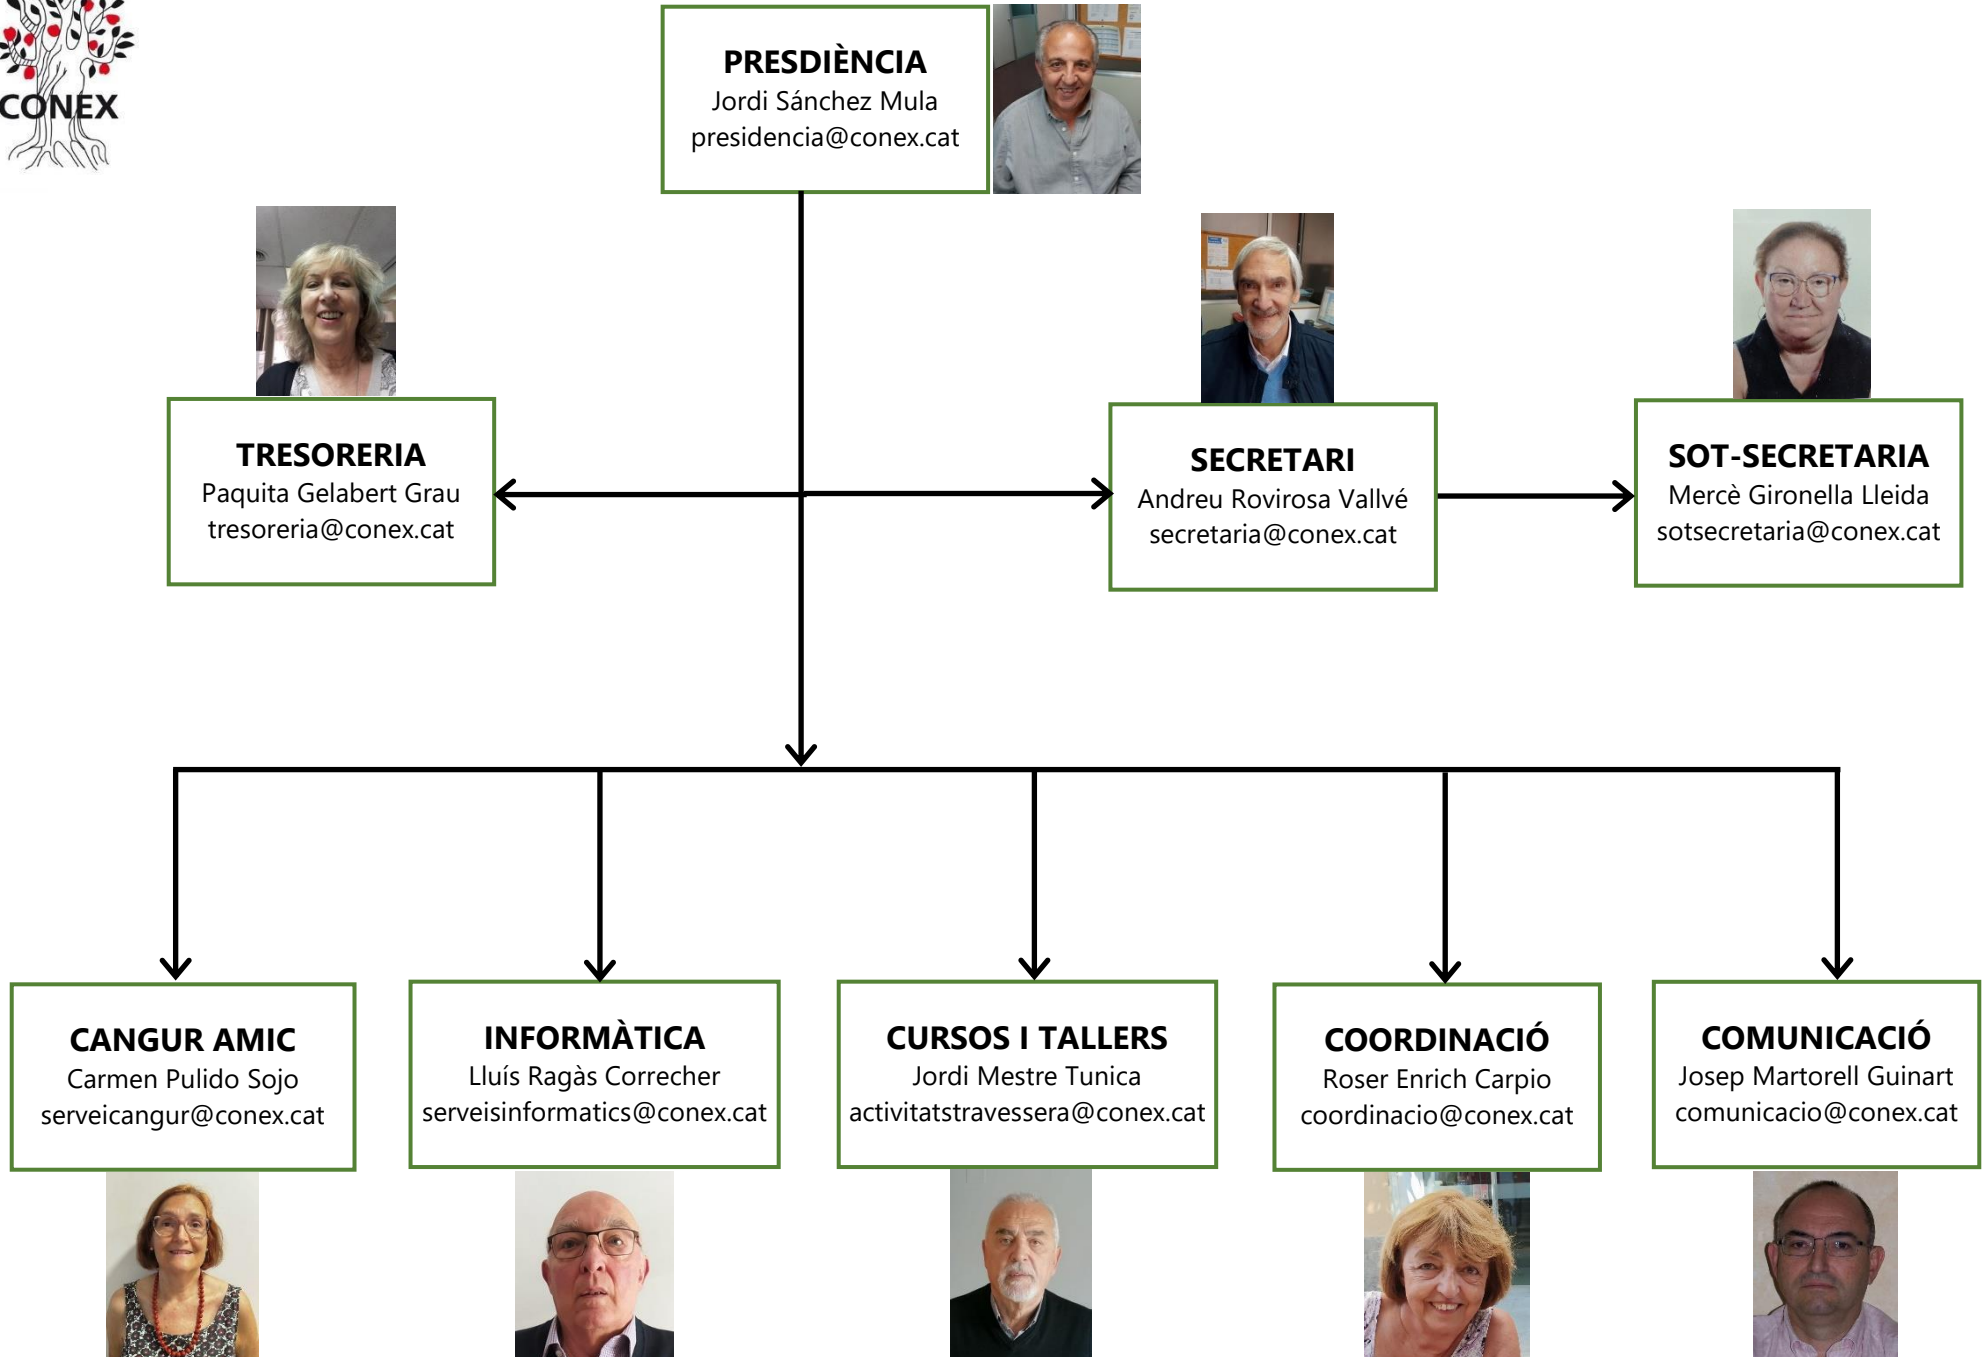 CONEX
PRESDIÈNCIA
Jordi Sánchez Mula
presidencia@conex.cat
TRESORERIA
Paquita Gelabert Grau
tresoreria@conex.cat
SECRETARI
Andreu Rovirosa Vallvé
secretaria@conex.cat
SOT-SECRETARIA
Mercè Gironella Lleida
sotsecretaria@conex.cat
CANGUR AMIC
Carmen Pulido Sojo
serveicangur@conex.cat
INFORMÀTICA
Lluís Ragàs Correcher
serveisinformatics@conex.cat
CURSOS I TALLERS
Jordi Mestre Tunica
activitatstravessera@conex.cat
COORDINACIÓ
Roser Enrich Carpio
coordinacio@conex.cat
COMUNICACIÓ
Josep Martorell Guinart
comunicacio@conex.cat